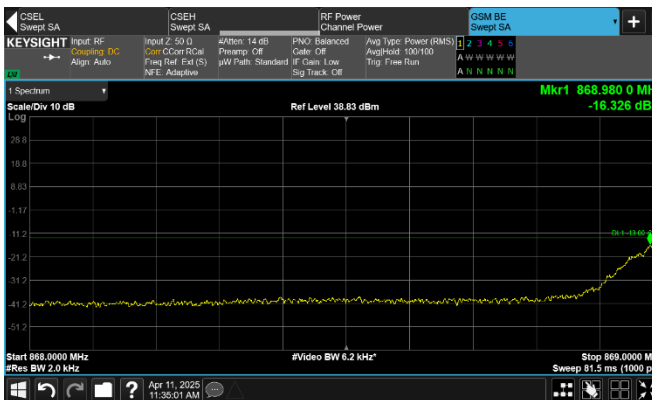 CSEL
Swept SA
CSEH
Swept SA
RF Power
Channel Power
GSM BE
Swept SA
KEYSIGHT
Input: RF
Coupling: DC
Align: Auto
Input Z: 50 Ω
Corr CCorr RCal
Freq Ref: Ext (S)
NFE: Adaptive
#Atten: 14 dB
Preamp: Off
µW Path: Standard
PNO: Balanced
Gate: Off
IF Gain: Low
Sig Track: Off
Avg Type: Power (RMS)
Avg|Hold: 100/100
Trig: Free Run
1 2 3 4 5 6
A W W W W W
A N N N N N
1 Spectrum
Scale/Div 10 dB
Log
Ref Level 38.83 dBm
Mkr1 868.980 0 MH
-16.326 dB
28.8
18.8
8.83
-1.17
-11.2
-21.2
-31.2
-41.2
-51.2
DL1 -13.00
Start 868.0000 MHz
#Res BW 2.0 kHz
#Video BW 6.2 kHz*
Stop 869.0000 M
Sweep 81.5 ms (1000 p
?
Apr 11, 2025
11:35:01 AM